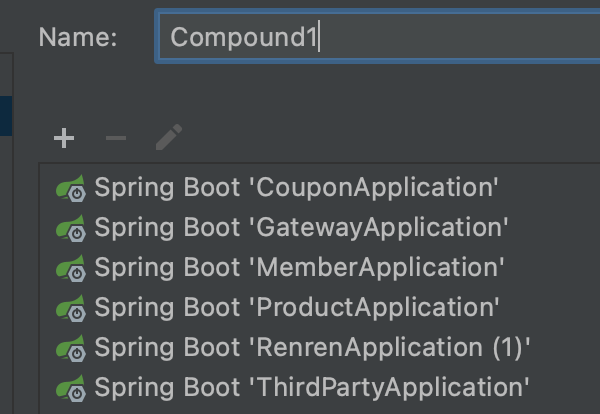 Name: Compound1
Spring Boot 'CouponApplication'
Spring Boot 'GatewayApplication'
Spring Boot 'MemberApplication'
Spring Boot 'ProductApplication'
Spring Boot 'RenrenApplication (1)'
Spring Boot 'ThirdPartyApplication'